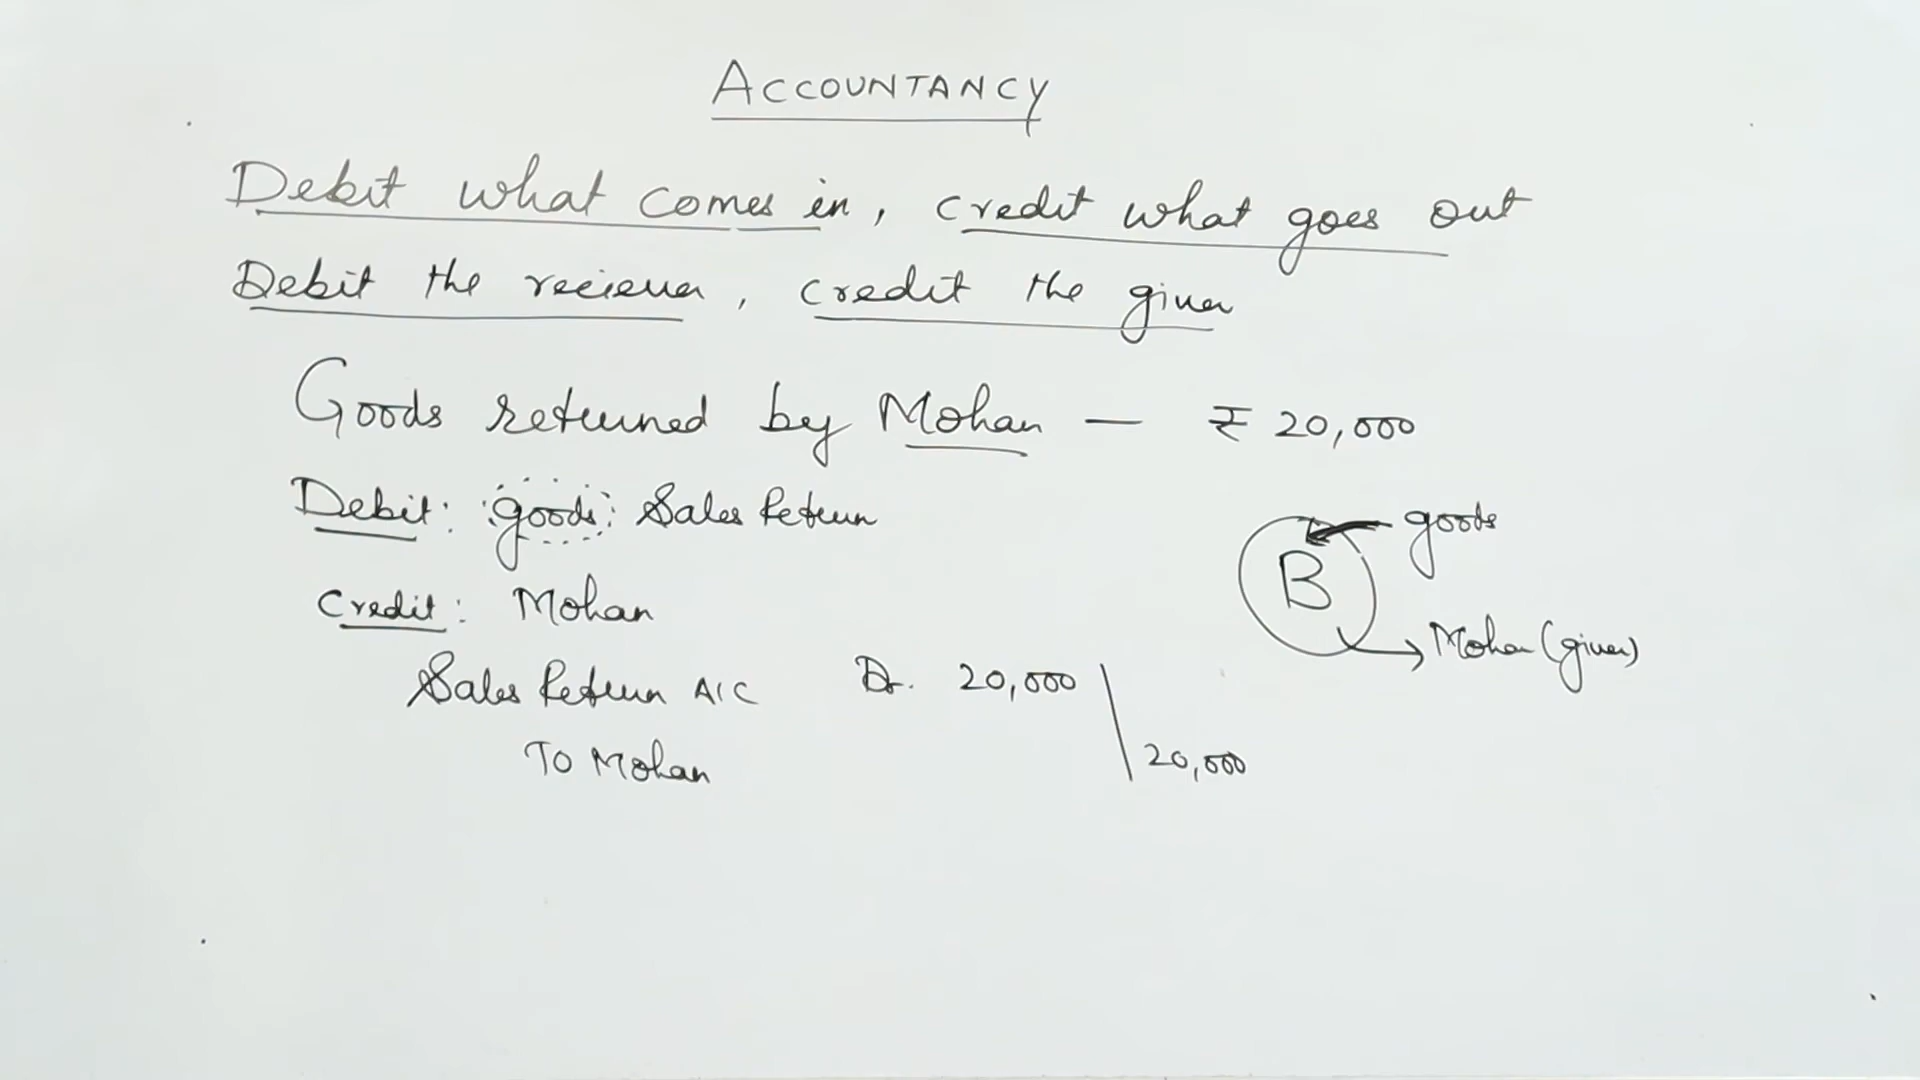 ACCOUNTANCY
Debit what comes in, credit what goes out
Debit the reciever, credit the giver
Goods returned by Mohan — ₹ 20,000
Debit: goods Sales Return
goods
B
Credit: Mohan
Mohan (giver)
Sales Return A/C Dr. 20,000
To Mohan 20,000